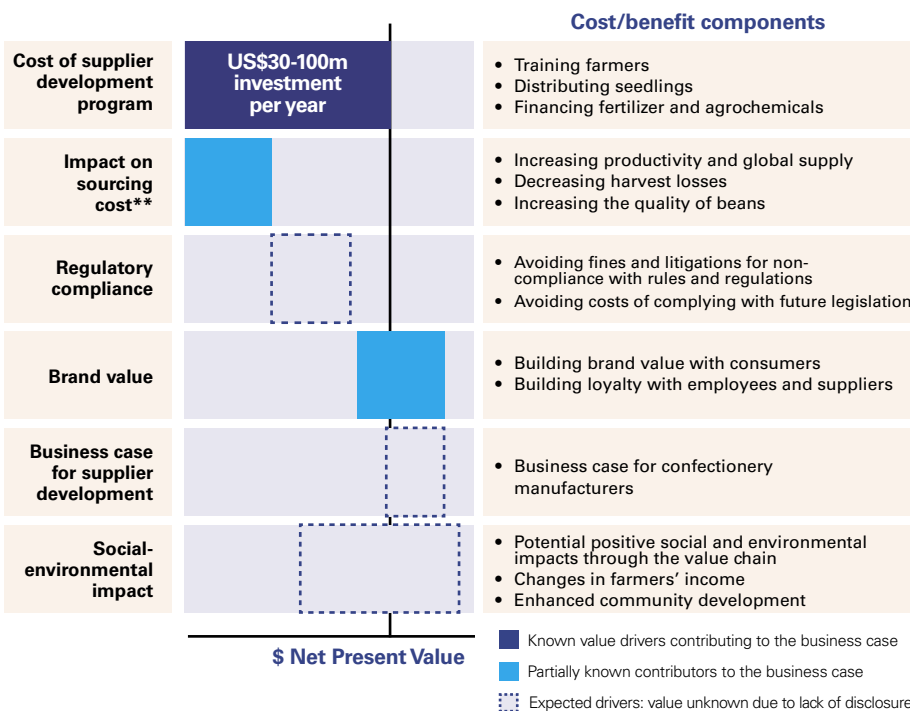 Cost/benefit components
Cost of supplier
development
program
US$30-100m
investment
per year
• Training farmers
• Distributing seedlings
• Financing fertilizer and agrochemicals
Impact on
sourcing
cost**
• Increasing productivity and global supply
• Decreasing harvest losses
• Increasing the quality of beans
Regulatory
compliance
• Avoiding fines and litigations for non-
compliance with rules and regulations
• Avoiding costs of complying with future legislation
Brand value
• Building brand value with consumers
• Building loyalty with employees and suppliers
Business case
for supplier
development
• Business case for confectionery
manufacturers
Social-
environmental
impact
• Potential positive social and environmental
impacts through the value chain
• Changes in farmers’ income
• Enhanced community development
$ Net Present Value
Known value drivers contributing to the business case
Partially known contributors to the business case
Expected drivers: value unknown due to lack of disclosure